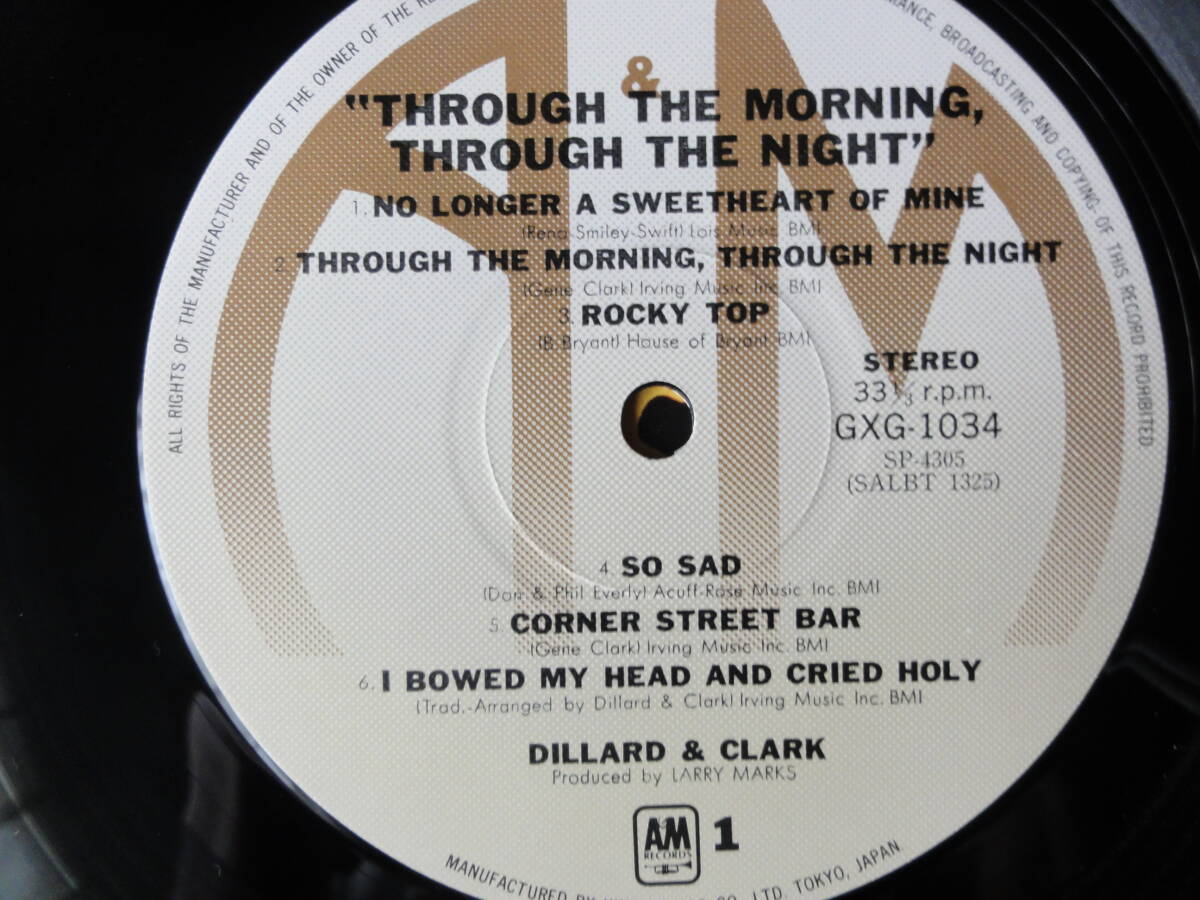 ALL RIGHTS OF THE MANUFACTURER AND OF THE OWNER OF THE
BROADCASTING AND COPYING OF THIS RECORD PROHIBITED
&
"THROUGH THE MORNING,
THROUGH THE NIGHT"
1. NO LONGER A SWEETHEART OF MINE
(Reno-Smiley-Swift) Lois Music BMI
2. THROUGH THE MORNING, THROUGH THE NIGHT
(Gene Clark) Irving Music Inc. BMI
3. ROCKY TOP
(B. Bryant) House of Bryant BMI
STEREO
33⅓ r.p.m.
GXG-1034
SP-4305
(SALBT 1325)
4. SO SAD
(Don & Phil Everly) Acuff-Rose Music Inc. BMI
5. CORNER STREET BAR
(Gene Clark) Irving Music Inc. BMI
6. I BOWED MY HEAD AND CRIED HOLY
(Trad.-Arranged by Dillard & Clark) Irving Music Inc. BMI
DILLARD & CLARK
Produced by LARRY MARKS
A&M
RECORDS
1
MANUFACTURED BY CO., LTD. TOKYO, JAPAN